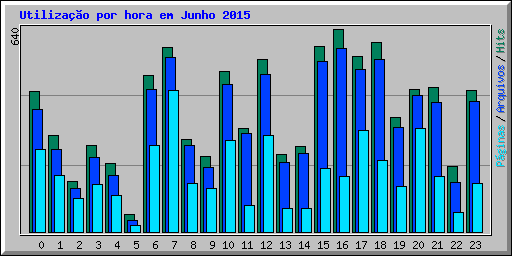 Utilização por hora em Junho 2015
640
Páginas / Arquivos / Hits
0 1 2 3 4 5 6 7 8 9 10 11 12 13 14 15 16 17 18 19 20 21 22 23